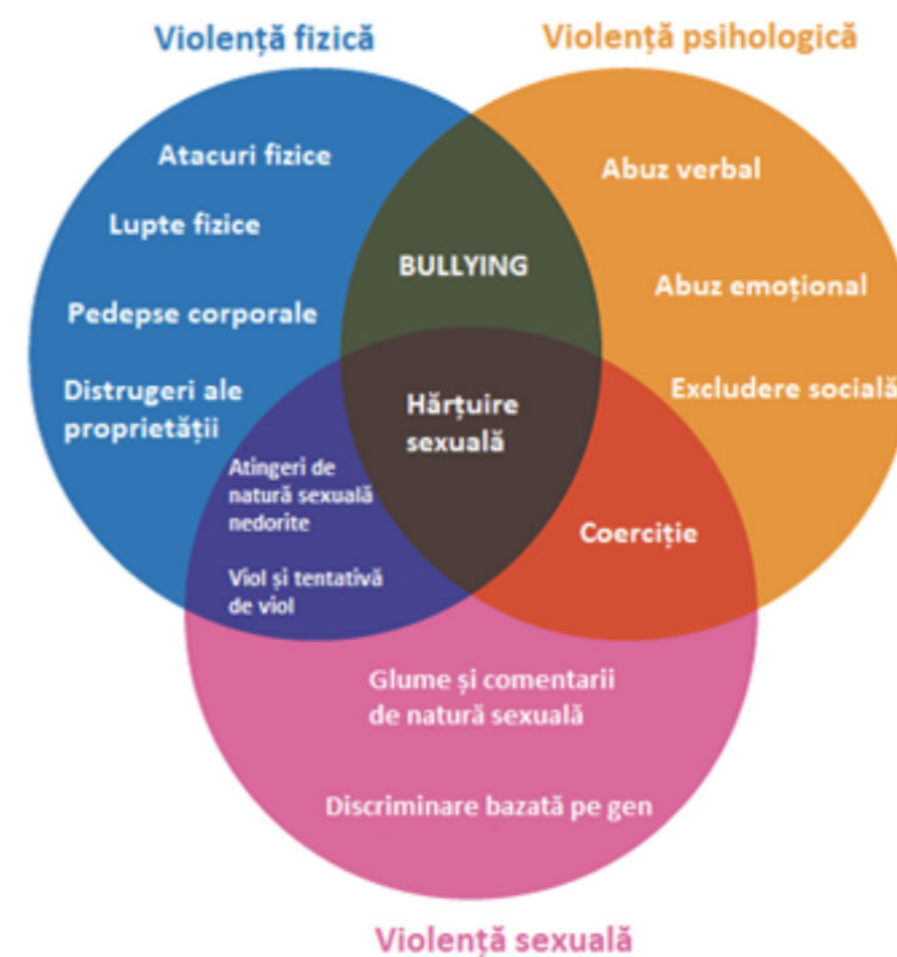 Violență fizică
Violență psihologică
Atacuri fizice
Lupte fizice
Pedepse corporale
Distrugeri ale
proprietății
BULLYING
Abuz verbal
Abuz emoțional
Excludere socială
Hărțuire
sexuală
Atingeri de
natură sexuală
nedorite
Viol și tentativă
de viol
Coerciție
Glume și comentarii
de natură sexuală
Discriminare bazată pe gen
Violență sexuală